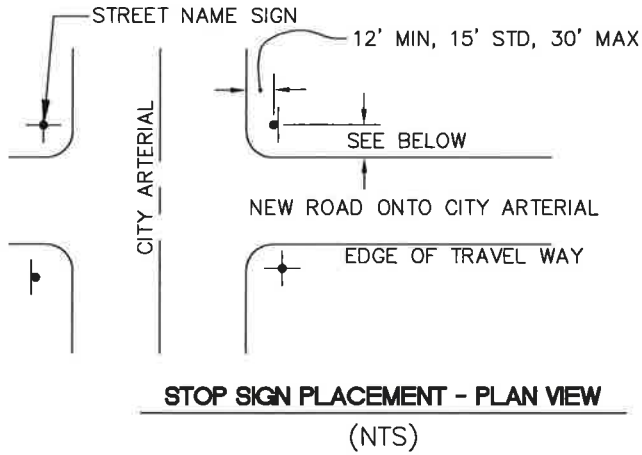 STREET NAME SIGN
12' MIN, 15' STD, 30' MAX
SEE BELOW
CITY ARTERIAL
NEW ROAD ONTO CITY ARTERIAL
EDGE OF TRAVEL WAY
STOP SIGN PLACEMENT - PLAN VIEW
(NTS)